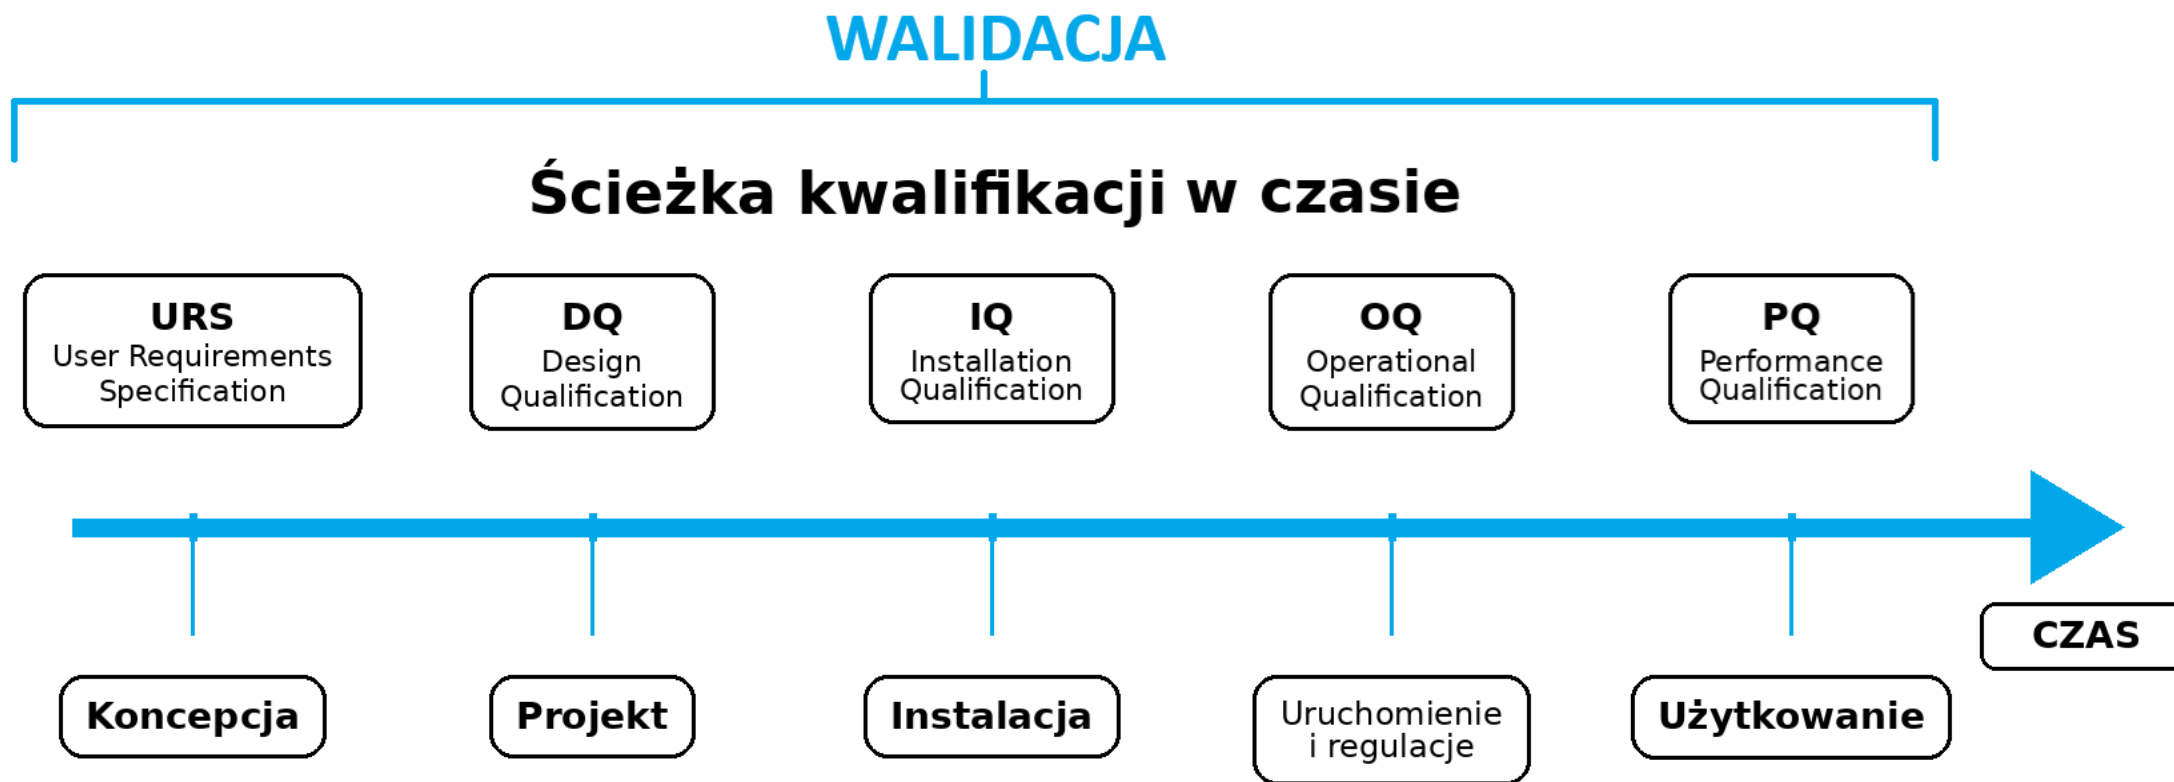 WALIDACJA
Ścieżka kwalifikacji w czasie
URS
User Requirements
Specification
DQ
Design
Qualification
IQ
Installation
Qualification
OQ
Operational
Qualification
PQ
Performance
Qualification
CZAS
Koncepcja
Projekt
Instalacja
Uruchomienie
i regulacje
Użytkowanie